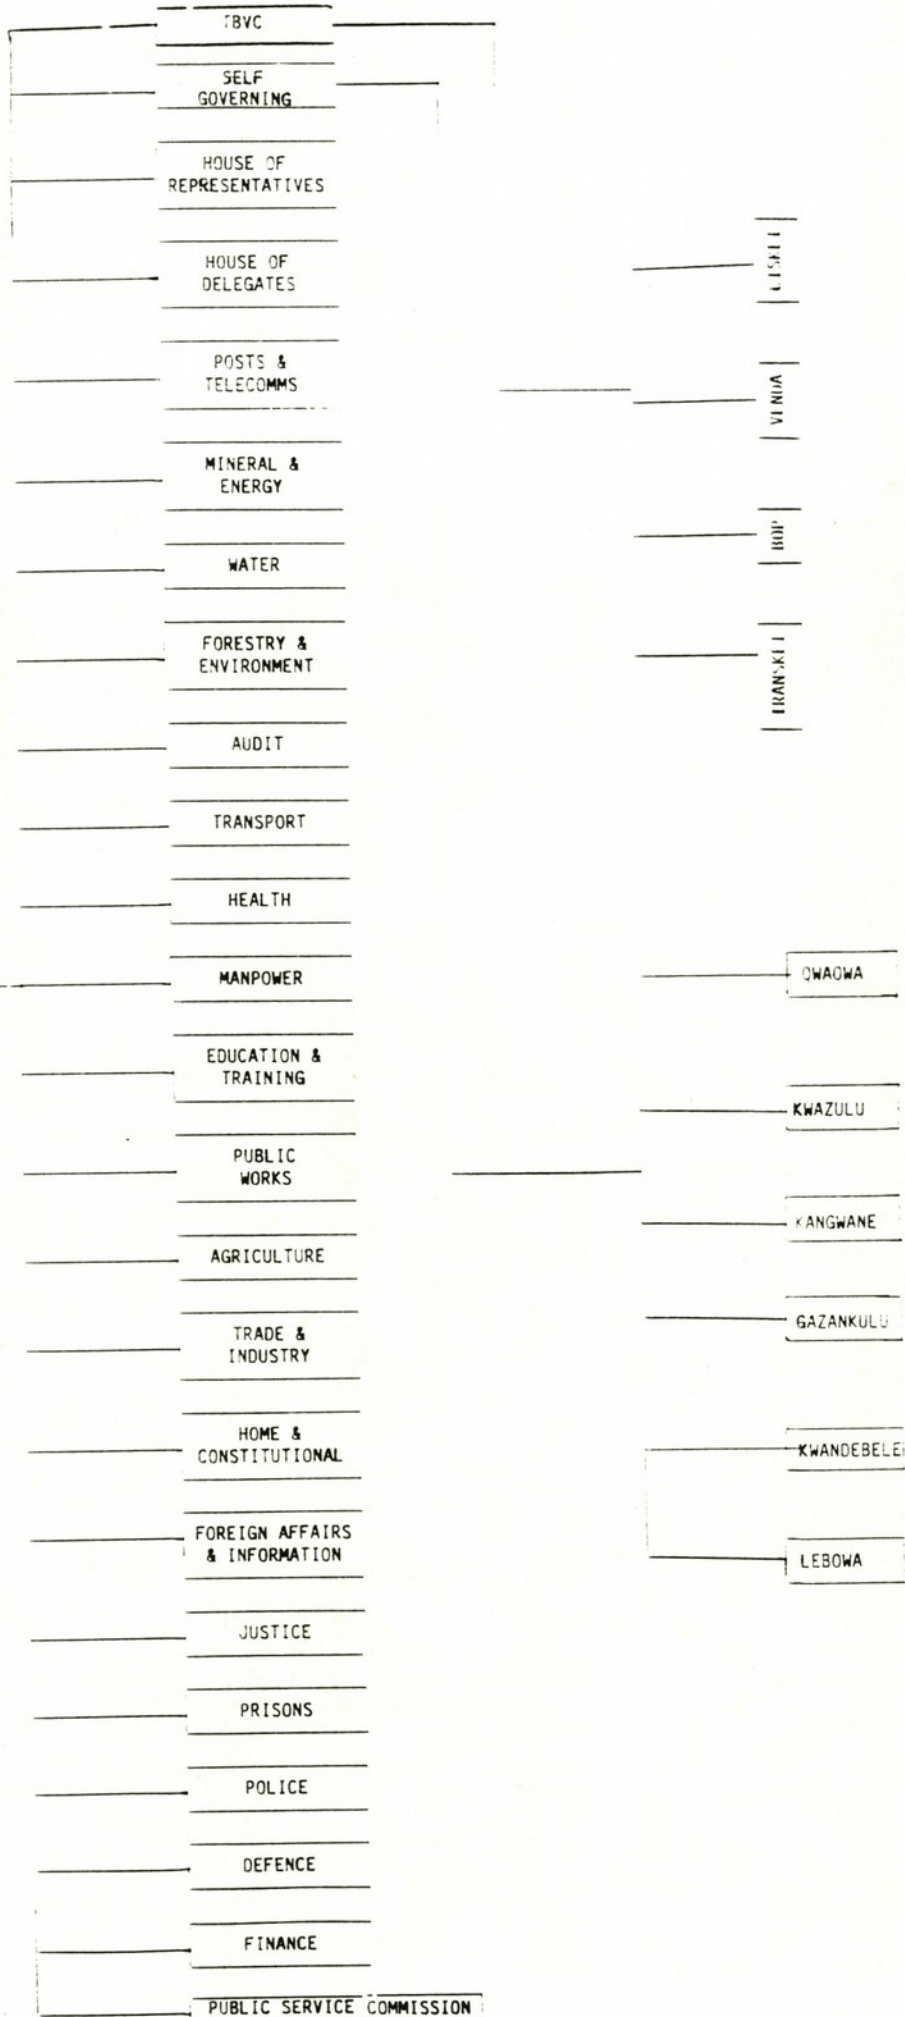 TBVC
SELF
GOVERNING
HOUSE OF
REPRESENTATIVES
HOUSE OF
DELEGATES
POSTS &
TELECOMMS
MINERAL &
ENERGY
WATER
FORESTRY &
ENVIRONMENT
AUDIT
TRANSPORT
HEALTH
MANPOWER
EDUCATION &
TRAINING
PUBLIC
WORKS
AGRICULTURE
TRADE &
INDUSTRY
HOME &
CONSTITUTIONAL
FOREIGN AFFAIRS
& INFORMATION
JUSTICE
PRISONS
POLICE
DEFENCE
FINANCE
PUBLIC SERVICE COMMISSION
CISKEI
VENDA
BOP
TRANSKEI
QWAQWA
KWAZULU
KANGWANE
GAZANKULU
KWANDEBELE
LEBOWA